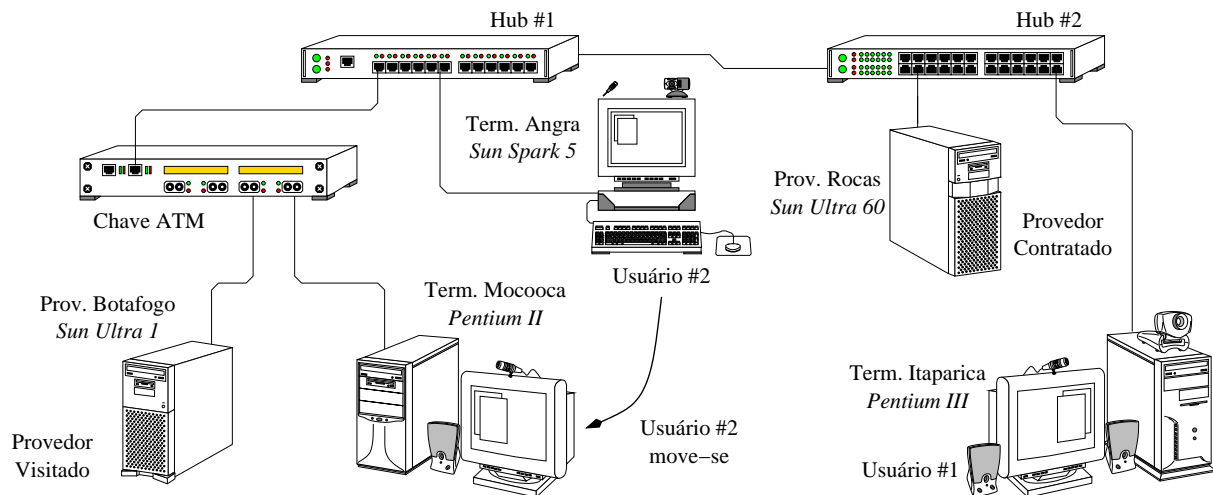 Hub #1
Hub #2
Term. Angra
Sun Spark 5
Prov. Rocas
Sun Ultra 60
Provedor
Contratado
Chave ATM
Usuário #2
Prov. Botafogo
Sun Ultra 1
Term. Mocooca
Pentium II
Term. Itaparica
Pentium III
Provedor
Visitado
Usuário #2
move−se
Usuário #1